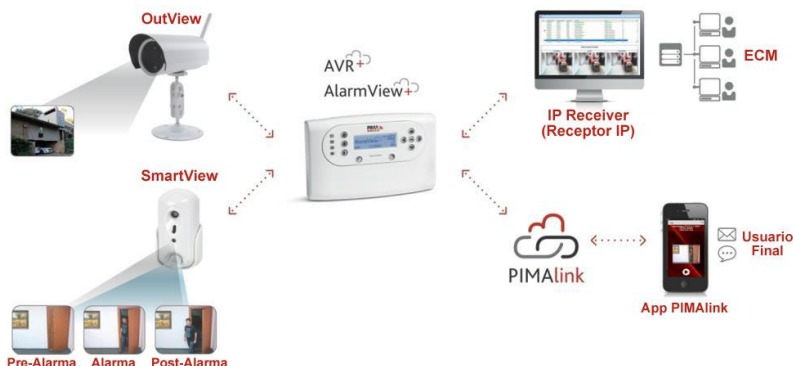 OutView
AVR+
AlarmView+
IP Receiver
(Receptor IP)
ECM
SmartView
PIMAlink
Usuario
Final
App PIMAlink
Pre-Alarma
Alarma
Post-Alarma